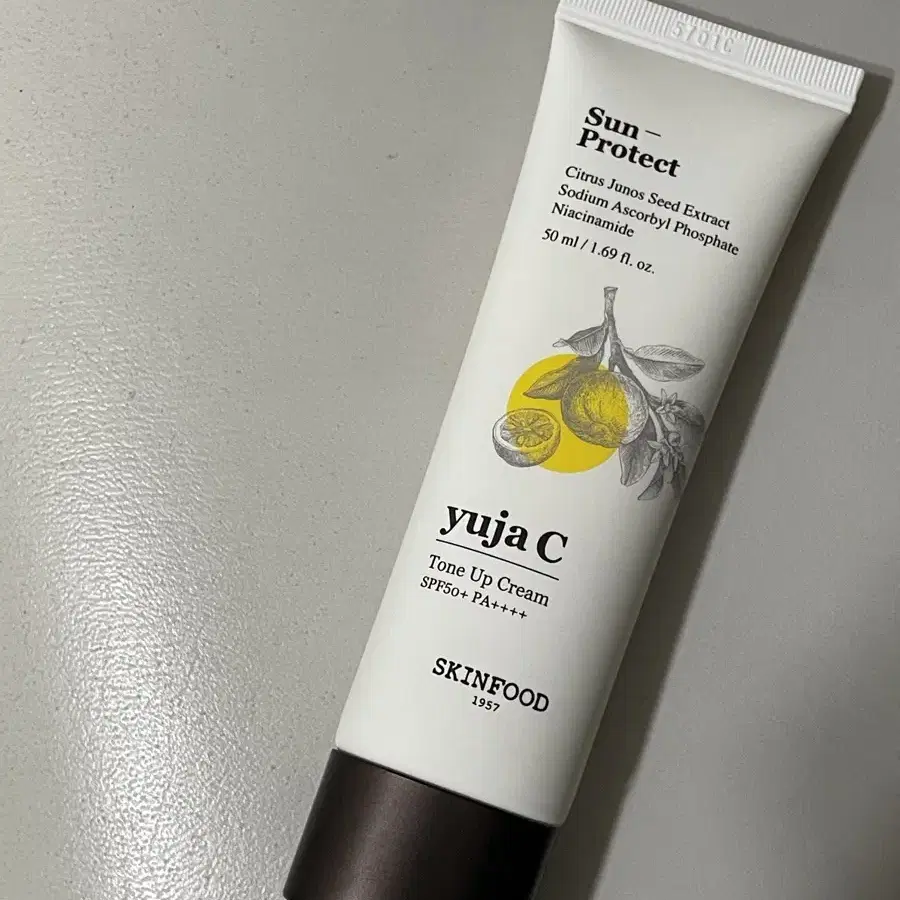 5701C
Sun –
Protect
Citrus Junos Seed Extract
Sodium Ascorbyl Phosphate
Niacinamide
50 ml / 1.69 fl. oz.
yuja C
Tone Up Cream
SPF50+ PA++++
SKINFOOD
1957